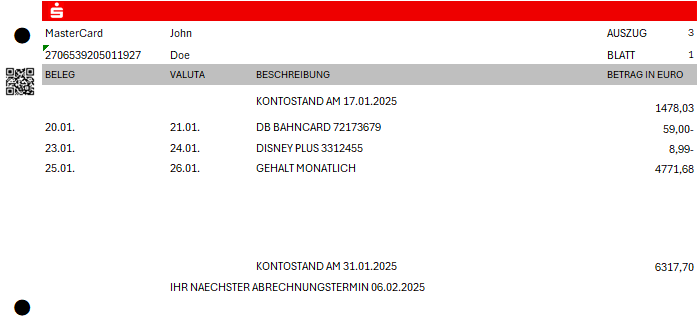 MasterCard John AUSZUG 3
2706539205011927 Doe BLATT 1
BELEG VALUTA BESCHREIBUNG BETRAG IN EURO
KONTOSTAND AM 17.01.2025 1478,03
20.01. 21.01. DB BAHNCARD 72173679 59,00-
23.01. 24.01. DISNEY PLUS 3312455 8,99-
25.01. 26.01. GEHALT MONATLICH 4771,68
KONTOSTAND AM 31.01.2025 6317,70
IHR NAECHSTER ABRECHNUNGSTERMIN 06.02.2025